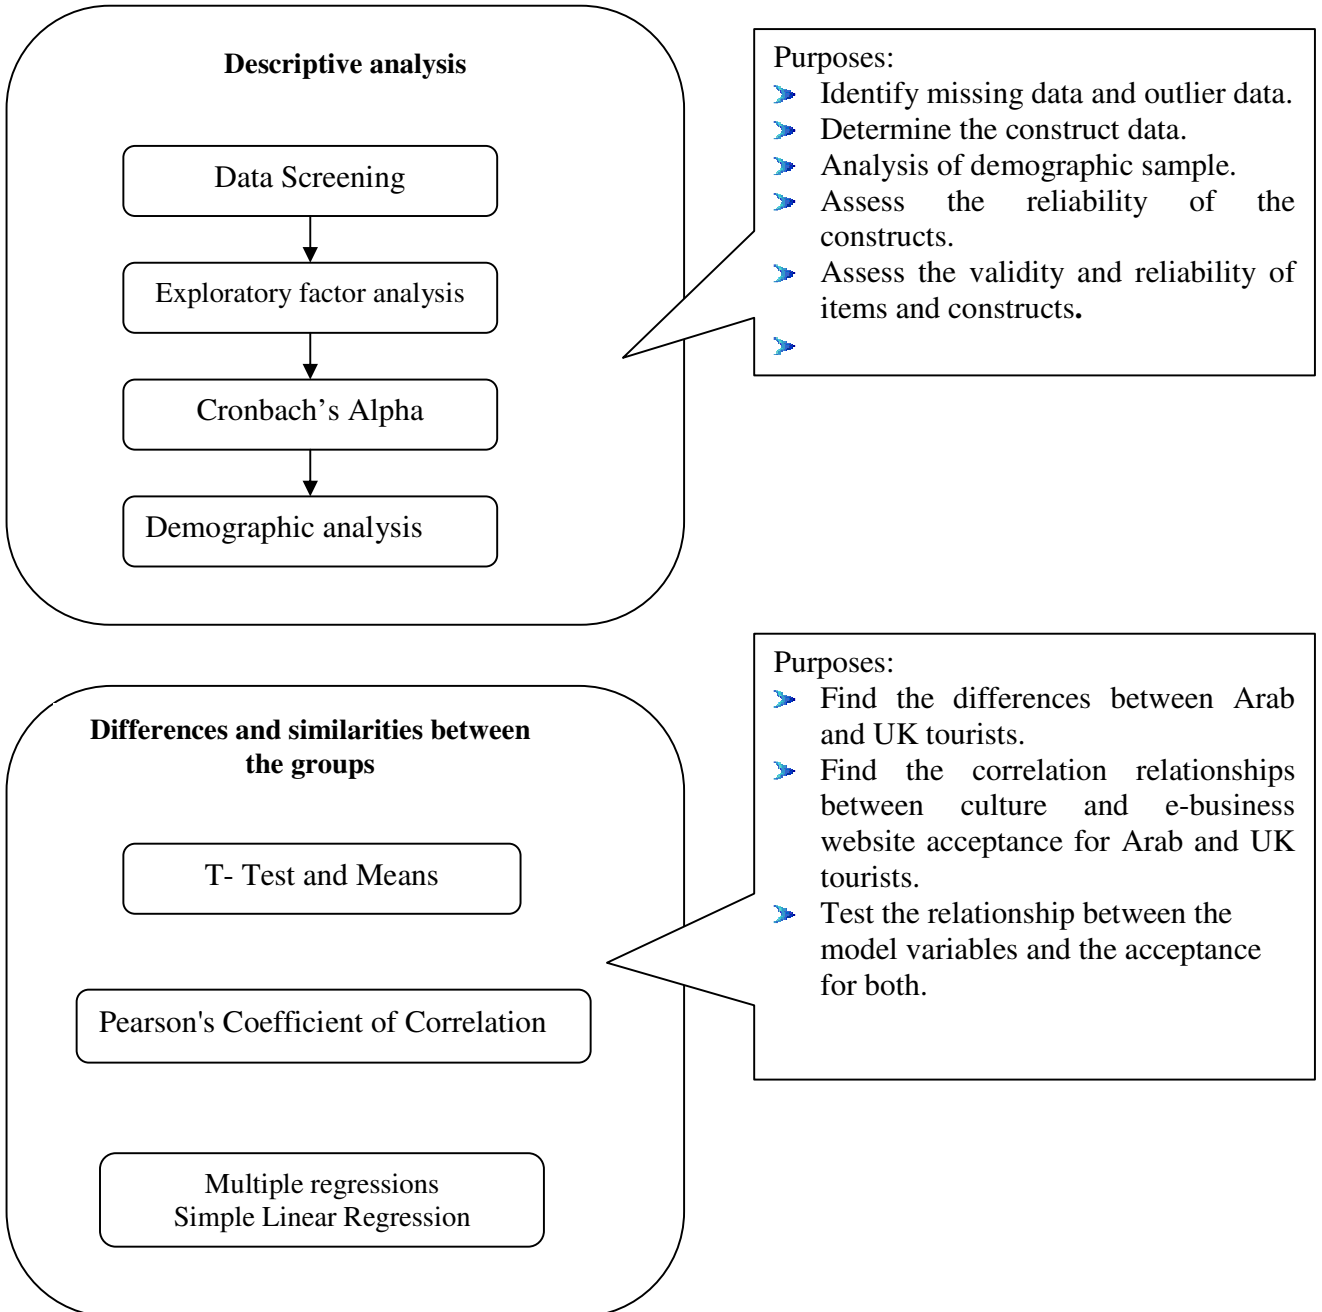 Descriptive analysis
Data Screening
Exploratory factor analysis
Cronbach’s Alpha
Demographic analysis
Purposes:
Identify missing data and outlier data.
Determine the construct data.
Analysis of demographic sample.
Assess the reliability of the
constructs.
Assess the validity and reliability of
items and constructs.
Differences and similarities between
the groups
T- Test and Means
Pearson's Coefficient of Correlation
Multiple regressions
Simple Linear Regression
Purposes:
Find the differences between Arab
and UK tourists.
Find the correlation relationships
between culture and e-business
website acceptance for Arab and UK
tourists.
Test the relationship between the
model variables and the acceptance
for both.